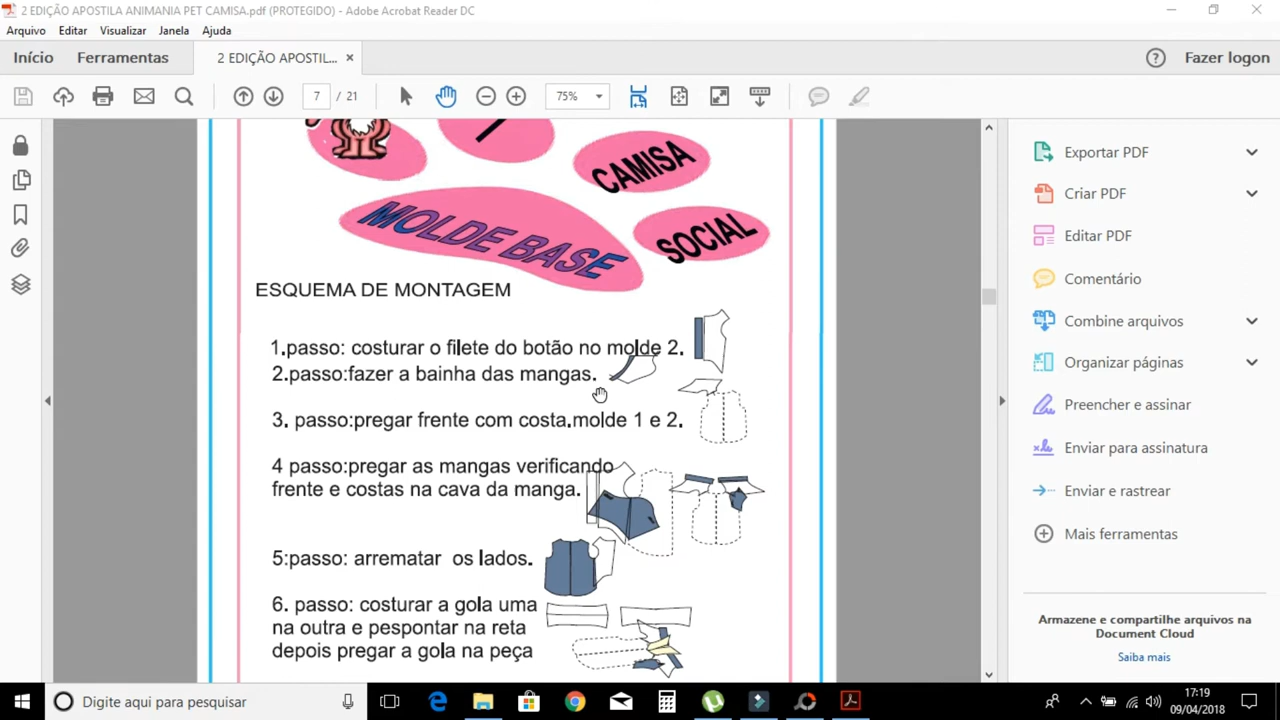 2 EDIÇÃO APOSTILA ANIMANIA PET CAMISA.pdf (PROTEGIDO) - Adobe Acrobat Reader DC
Arquivo Editar Visualizar Janela Ajuda
Início Ferramentas 2 EDIÇÃO APOSTIL... × Fazer logon
7 / 21 75%
CAMISA
MOLDE BASE
SOCIAL
ESQUEMA DE MONTAGEM
1.passo: costurar o filete do botão no molde 2.
2.passo:fazer a bainha das mangas.
3. passo:pregar frente com costa.molde 1 e 2.
4 passo:pregar as mangas verificando
frente e costas na cava da manga.
5:passo: arrematar os lados.
6. passo: costurar a gola uma
na outra e pespontar na reta
depois pregar a gola na peça
Exportar PDF
Criar PDF
Editar PDF
Comentário
Combine arquivos
Organizar páginas
Preencher e assinar
Enviar para assinatura
Enviar e rastrear
Mais ferramentas
Armazene e compartilhe arquivos na
Document Cloud
Saiba mais
Digite aqui para pesquisar
17:19
09/04/2018